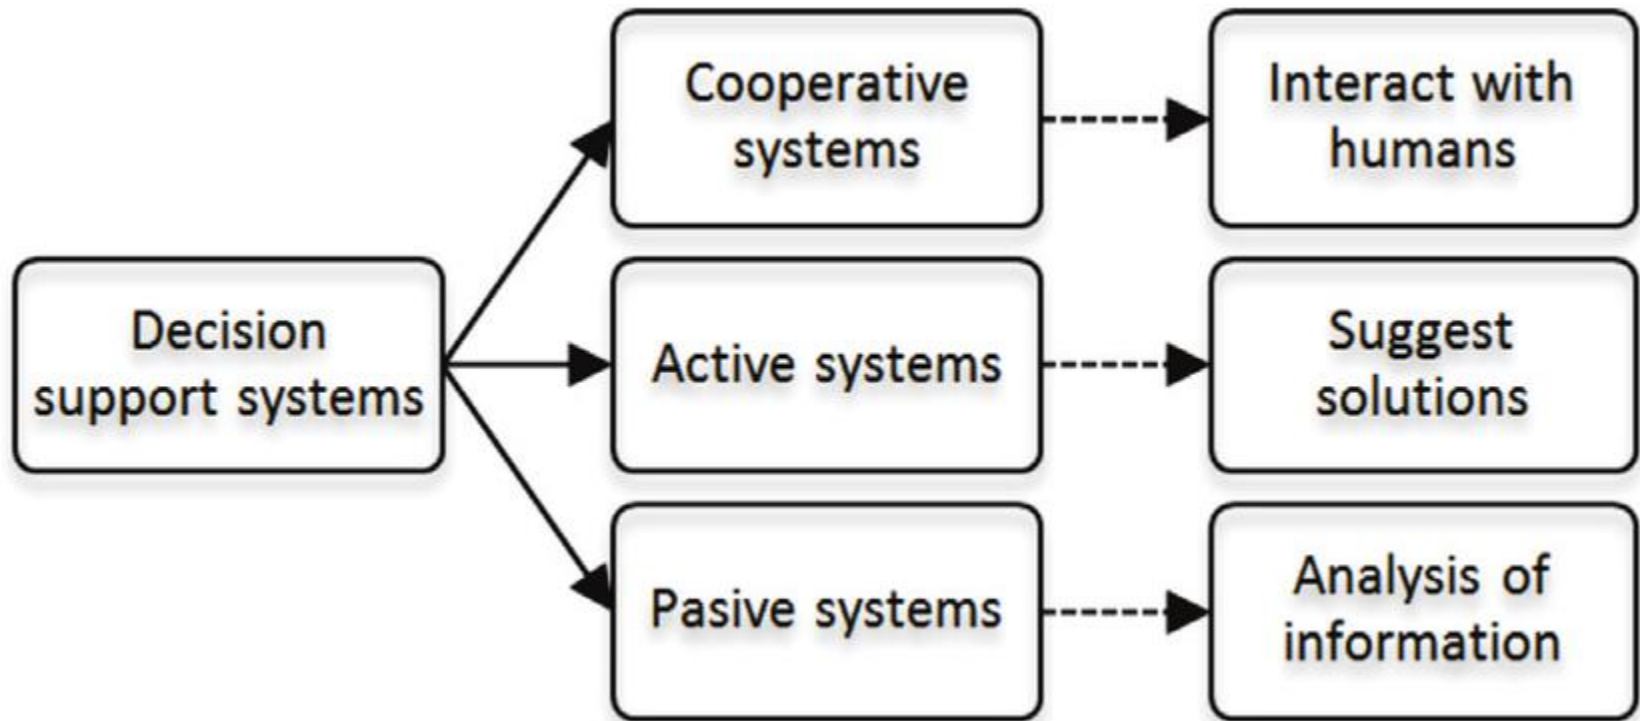 Cooperative
systems
Interact with
humans
Decision
support systems
Active systems
Suggest
solutions
Pasive systems
Analysis of
information